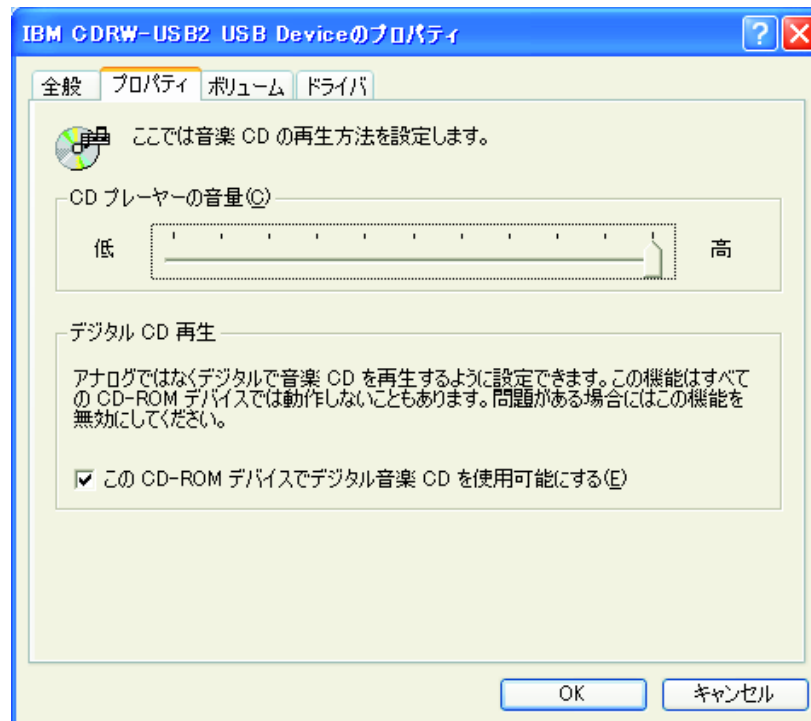 IBM CDRW-USB2 USB Deviceのプロパティ
全般 プロパティ ボリューム ドライバ
ここでは音楽 CD の再生方法を設定します。
CD プレーヤーの音量(C)
低 高
デジタル CD 再生
アナログではなくデジタルで音楽 CD を再生するように設定できます。この機能はすべて
の CD-ROM デバイスでは動作しないこともあります。問題がある場合にはこの機能を
無効にしてください。
この CD-ROM デバイスでデジタル音楽 CD を使用可能にする(E)
OK キャンセル